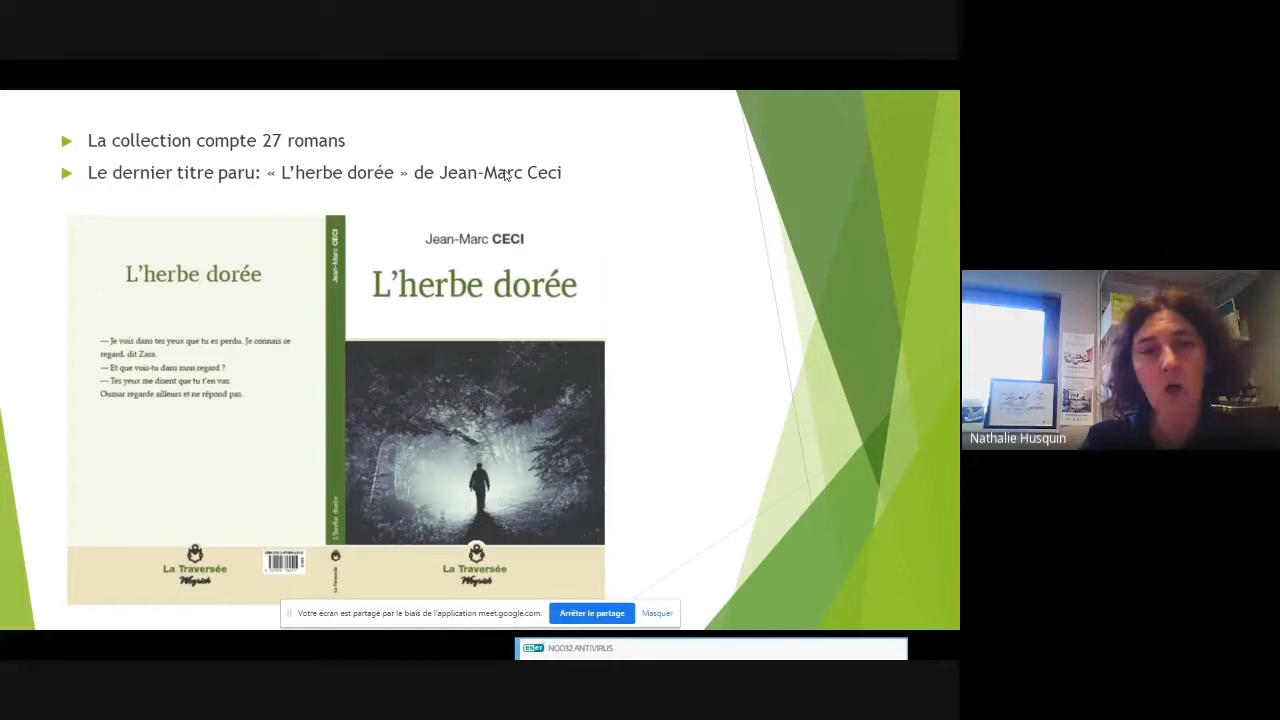 La collection compte 27 romans
Le dernier titre paru: « L'herbe dorée » de Jean-Marc Ceci
L'herbe dorée
— Je vois dans tes yeux que tu es perdu. Je connais ce
regard, dit Zara.
— Et que vois-tu dans mon regard ?
— Tes yeux me disent que tu t'en vas.
Oumar regarde ailleurs et ne répond pas.
La Traversée
Weyrich
Jean-Marc CECI
L'herbe dorée
Jean-Marc CECI
L'herbe dorée
La Traversée
Weyrich
Votre écran est partagé par le biais de l'application meet.google.com.
Arrêter le partage
Masquer
eset
NOD32 ANTIVIRUS
Nathalie Husquin